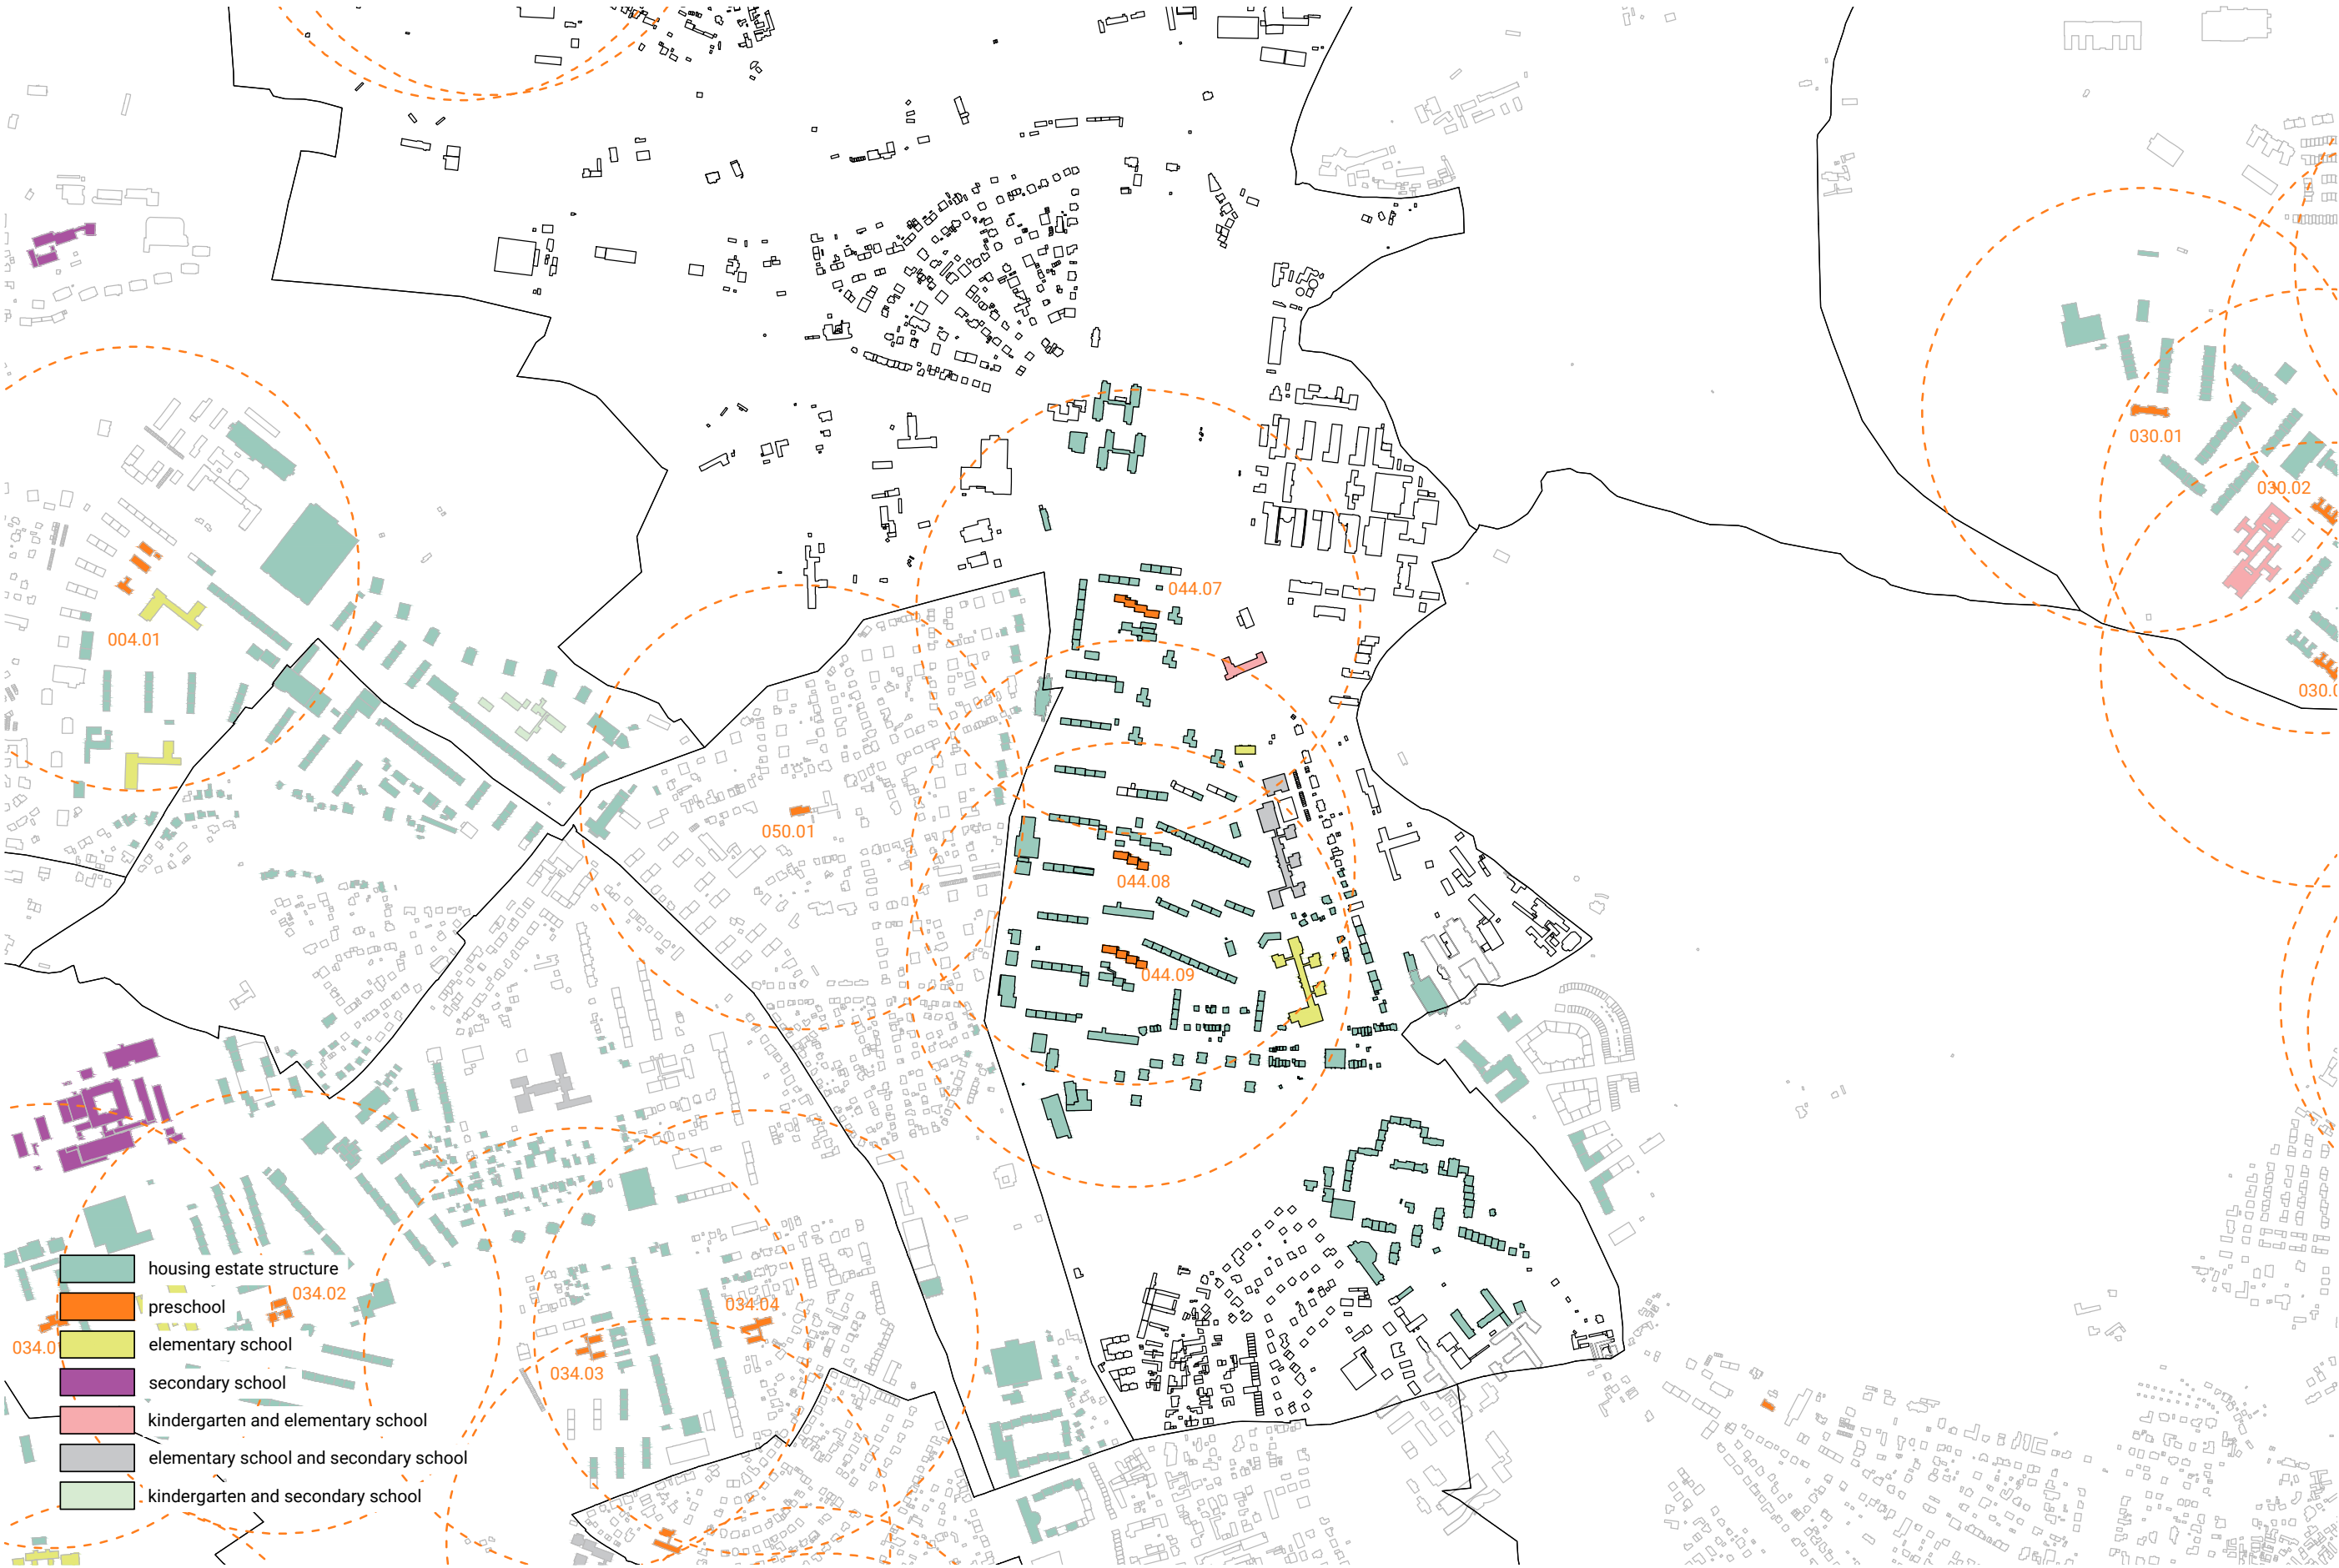 030.01
030.02
044.07
004.01
030.0
050.01
044.08
044.09
034.02
034.04
034.0
034.03
housing estate structure
preschool
elementary school
secondary school
kindergarten and elementary school
elementary school and secondary school
kindergarten and secondary school